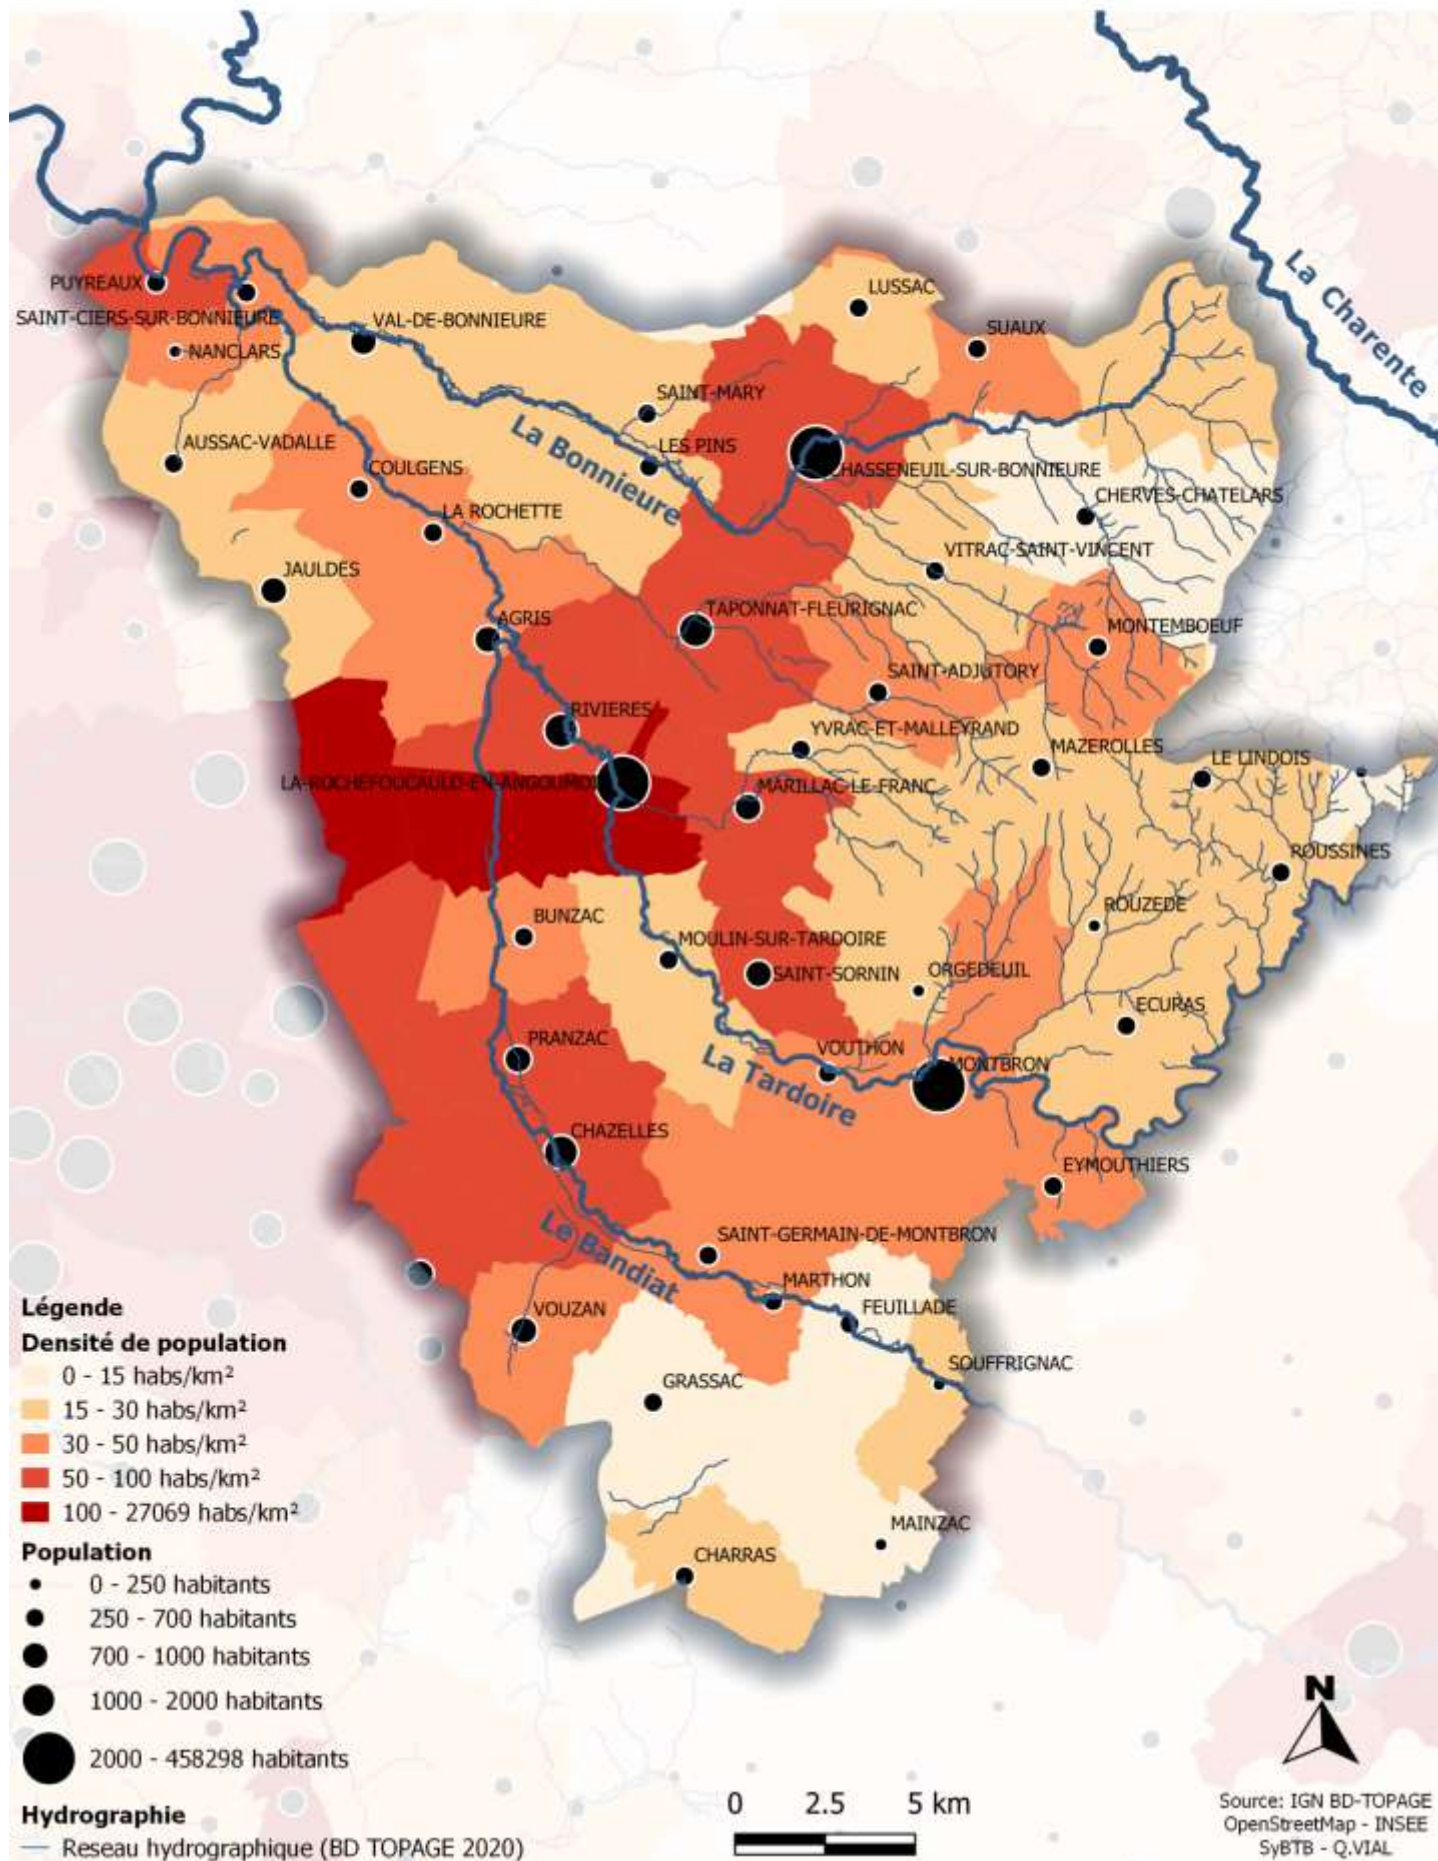 La Charente
PUYREAUX
LUSSAC
SAINT-CIERS-SUR-BONNIEURE
VAL-DE-BONNIEURE
SUAUX
NANCLARS
SAINT-MARY
La Bonnieure
AUSSAC-VADALLE
LES PINS
COULGENS
CHASSENEUIL-SUR-BONNIEURE
CHERVES-CHATELARS
LA ROCHETTE
VITRAC-SAINT-VINCENT
JAULDES
AGRIS
TAPONNAT-FLEURIGNAC
MONTEMBOEUF
SAINT-ADJUTORY
RIVIERES
YVRAC-ET-MALLEYRAND
MAZEROLLES
LE LINDOIS
LA-ROCHEFOUCAULD-EN-ANGOUMOIS
MARILLAC-LE-FRANC
ROUSSINES
ROUZEDE
BUNZAC
MOULIN-SUR-TARDOIRE
SAINT-SORNIN
ORGEDEUIL
ECURAS
PRANZAC
VOUTHON
La Tardoire
MONTBRON
CHAZELLES
EYMOUTHIERS
Le Bandiat
SAINT-GERMAIN-DE-MONTBRON
MARTHON
VOUZAN
FEUILLADE
SOUFFRIGNAC
GRASSAC
MAINZAC
CHARRAS
Légende
Densité de population
0 - 15 habs/km²
15 - 30 habs/km²
30 - 50 habs/km²
50 - 100 habs/km²
100 - 27069 habs/km²
Population
0 - 250 habitants
250 - 700 habitants
700 - 1000 habitants
1000 - 2000 habitants
2000 - 458298 habitants
Hydrographie
Reseau hydrographique (BD TOPAGE 2020)
0 2.5 5 km
N
Source: IGN BD-TOPAGE
OpenStreetMap - INSEE
SyBTB - Q.VIAL